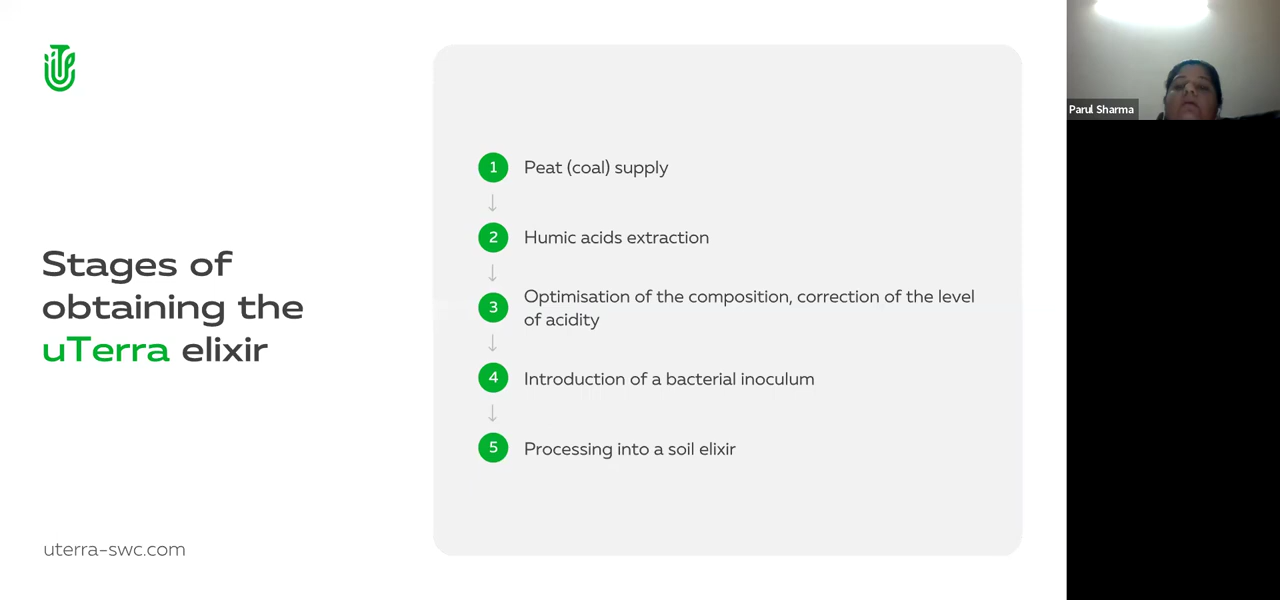 Stages of
obtaining the
uTerra elixir
uterra-swc.com
1 Peat (coal) supply
2 Humic acids extraction
3 Optimisation of the composition, correction of the level
of acidity
4 Introduction of a bacterial inoculum
5 Processing into a soil elixir
Parul Sharma